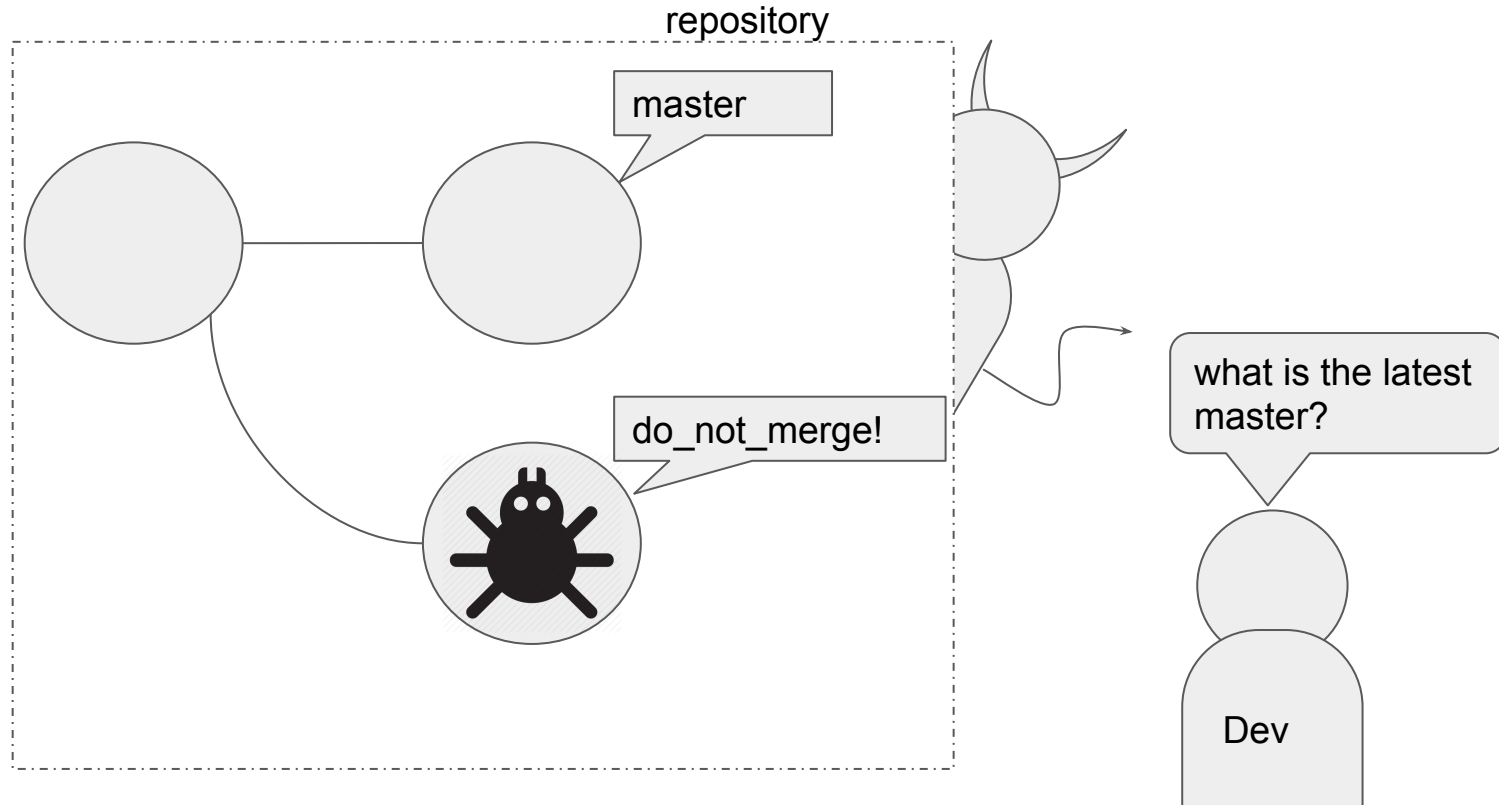 repository
master
do_not_merge!
what is the latest
master?
Dev